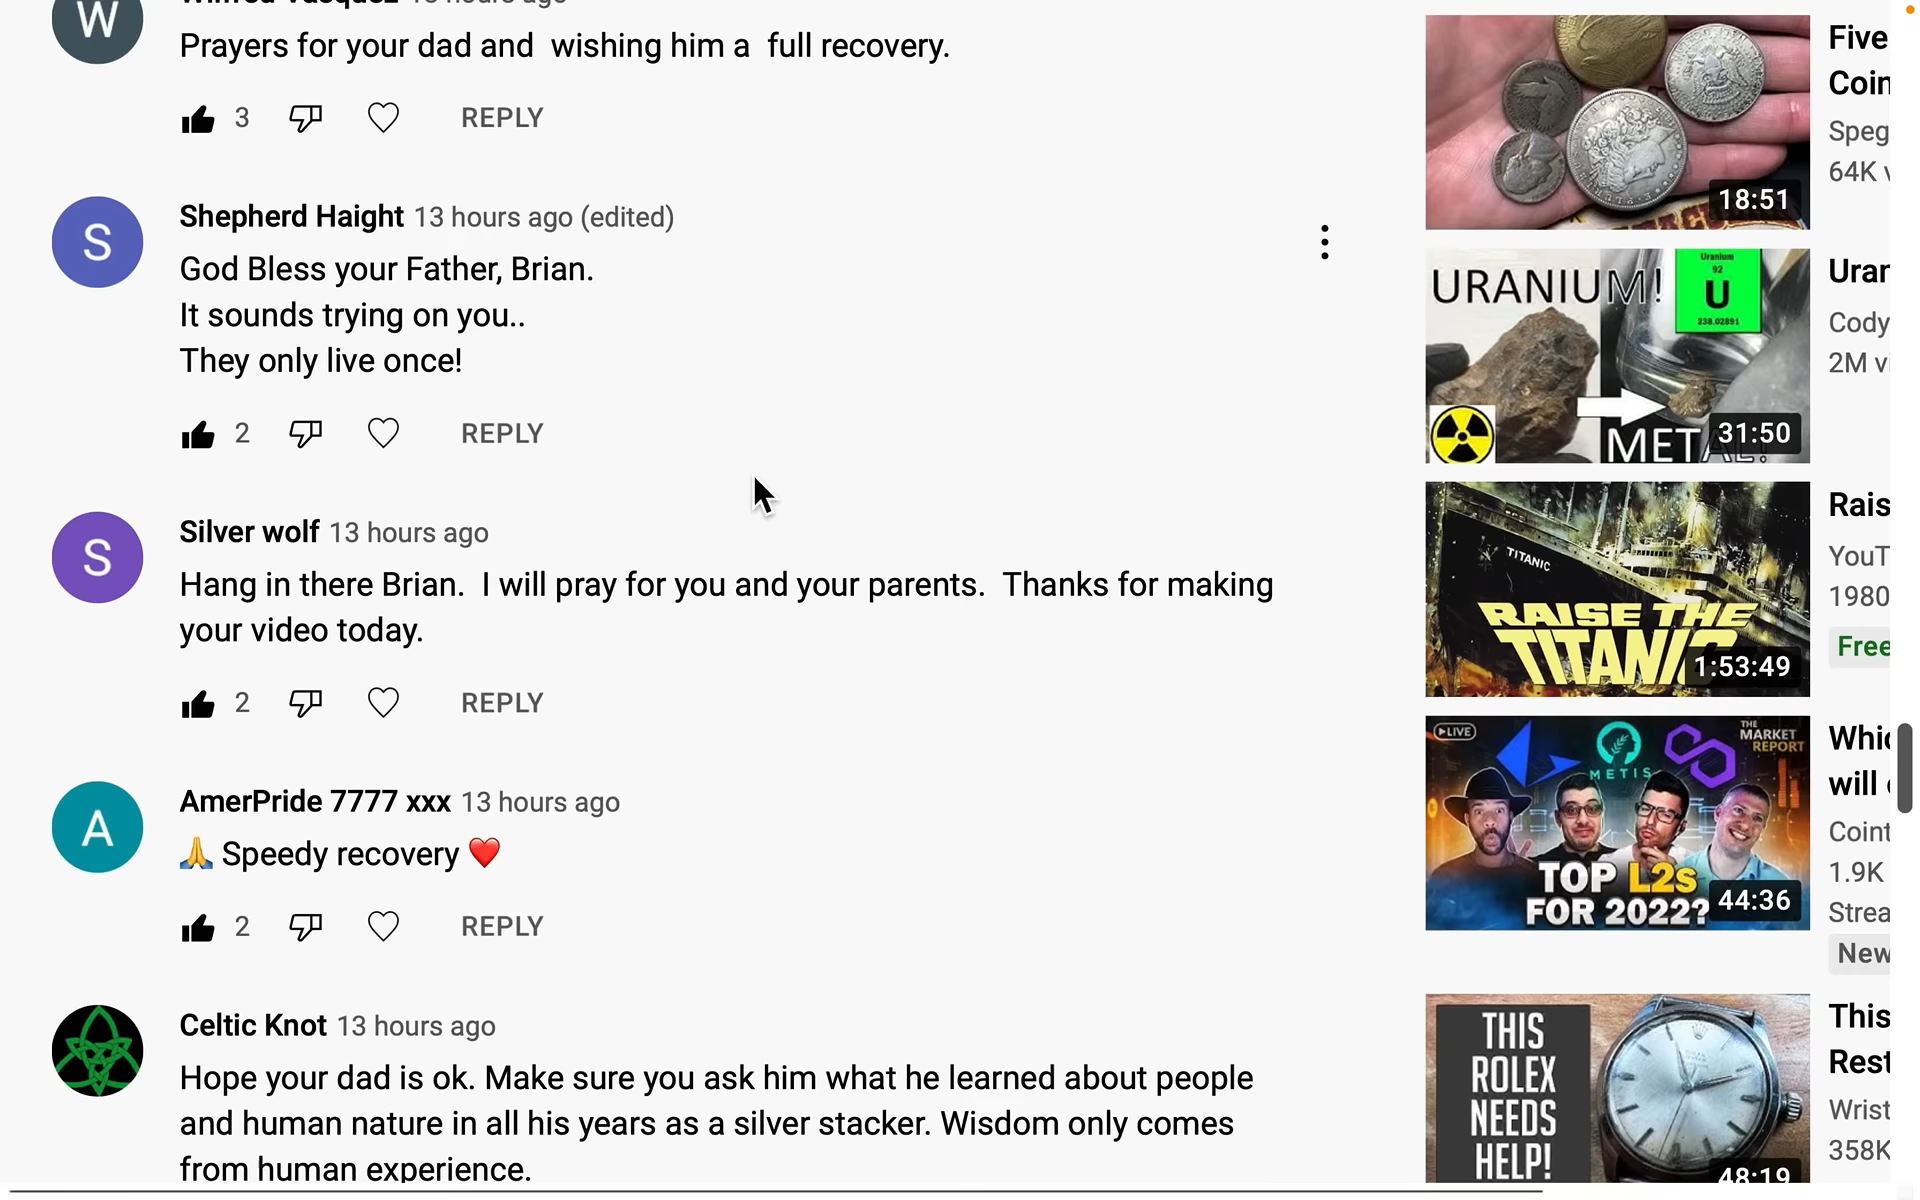 W
Prayers for your dad and wishing him a full recovery.
3
REPLY
S
Shepherd Haight 13 hours ago (edited)
God Bless your Father, Brian.
It sounds trying on you..
They only live once!
2
REPLY
S
Silver wolf 13 hours ago
Hang in there Brian. I will pray for you and your parents. Thanks for making
your video today.
2
REPLY
A
AmerPride 7777 xxx 13 hours ago
🙏 Speedy recovery ❤️
2
REPLY
Celtic Knot 13 hours ago
Hope your dad is ok. Make sure you ask him what he learned about people
and human nature in all his years as a silver stacker. Wisdom only comes
from human experience.
18:51
Five
Coin
Speg
64K
URANIUM!
Uranium
92
U
238.02891
METAL!
31:50
Uran
Cody
2M
TITANIC
RAISE THE
TITANIC
1:53:49
Rais
YouT
1980
Free
LIVE
METIS
THE
MARKET
REPORT
TOP L2s
FOR 2022?
44:36
Whic
will
Coint
1.9K
Strea
New
THIS
ROLEX
NEEDS
HELP!
48:19
This
Rest
Wrist
358K